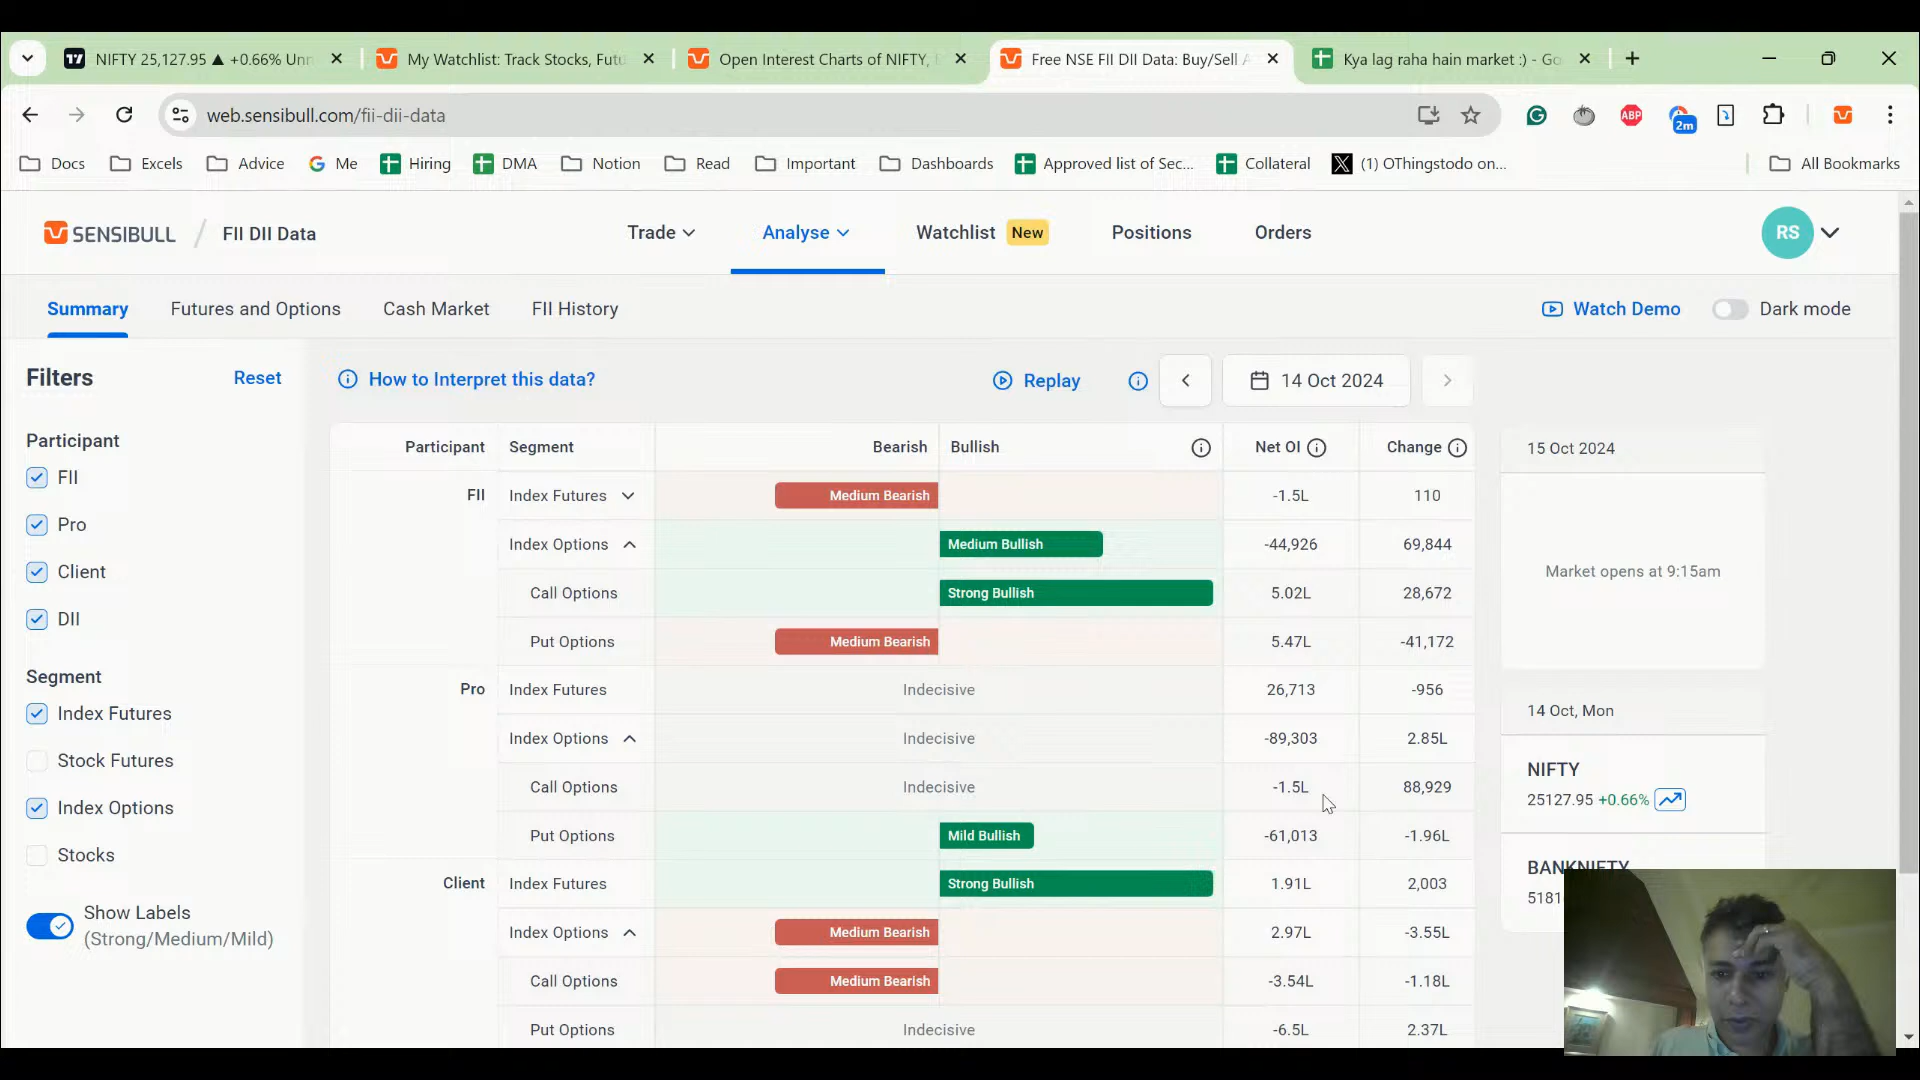 NIFTY 25,127.95 ▲ +0.66% Unn
My Watchlist: Track Stocks, Futu
Open Interest Charts of NIFTY,
Free NSE FII DII Data: Buy/Sell A
Kya lag raha hain market :) - Go
web.sensibull.com/fii-dii-data
ABP
2m
Docs
Excels
Advice
Me
Hiring
DMA
Notion
Read
Important
Dashboards
Approved list of Sec...
Collateral
(1) OThingstodo on...
All Bookmarks
SENSIBULL / FII DII Data
Trade
Analyse
Watchlist New
Positions
Orders
RS
Summary
Futures and Options
Cash Market
FII History
Watch Demo
Dark mode
Filters
Reset
Participant
FII
Pro
Client
DII
Segment
Index Futures
Stock Futures
Index Options
Stocks
Show Labels
(Strong/Medium/Mild)
How to Interpret this data?
Replay
14 Oct 2024
Participant Segment Bearish Bullish Net OI Change
FII Index Futures Medium Bearish -1.5L 110
Index Options Medium Bullish -44,926 69,844
Call Options Strong Bullish 5.02L 28,672
Put Options Medium Bearish 5.47L -41,172
Pro Index Futures Indecisive 26,713 -956
Index Options Indecisive -89,303 2.85L
Call Options Indecisive -1.5L 88,929
Put Options Mild Bullish -61,013 -1.96L
Client Index Futures Strong Bullish 1.91L 2,003
Index Options Medium Bearish 2.97L -3.55L
Call Options Medium Bearish -3.54L -1.18L
Put Options Indecisive -6.5L 2.37L
15 Oct 2024
Market opens at 9:15am
14 Oct, Mon
NIFTY
25127.95 +0.66%
BANKNIFTY
5181